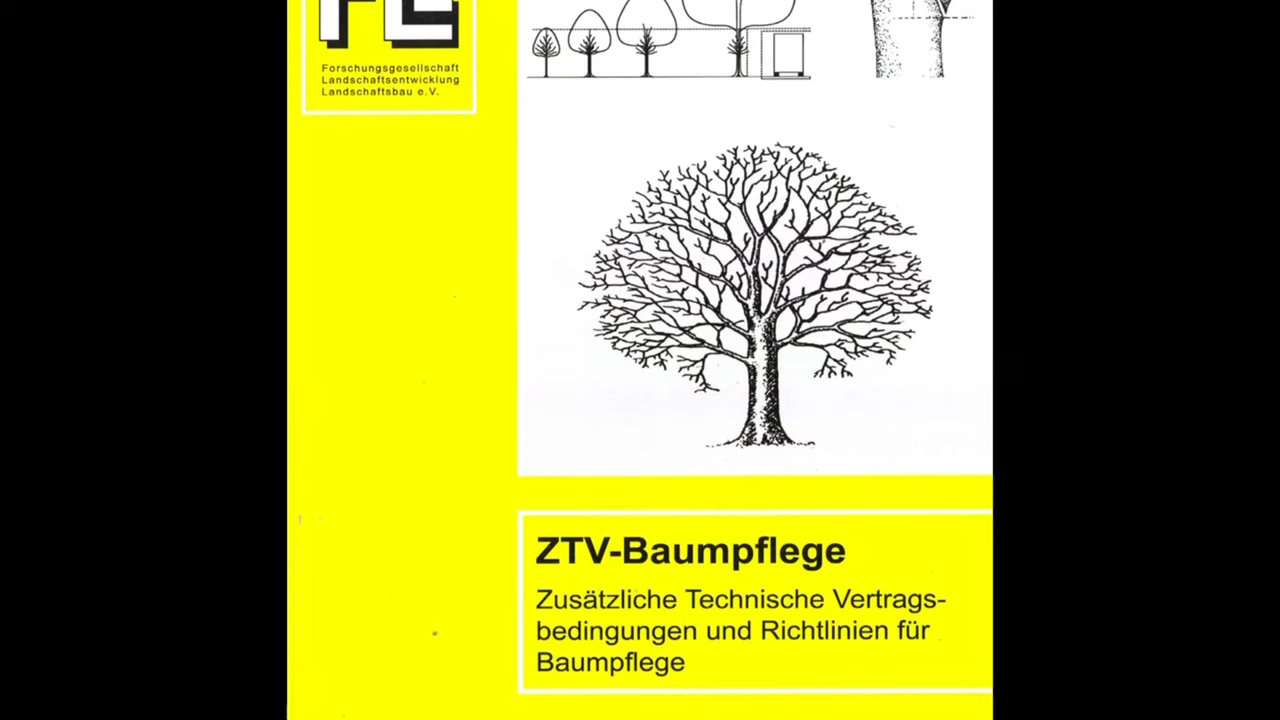 Forschungsgesellschaft
Landschaftsentwicklung
Landschaftsbau e.V.
ZTV-Baumpflege
Zusätzliche Technische Vertrags-
bedingungen und Richtlinien für
Baumpflege